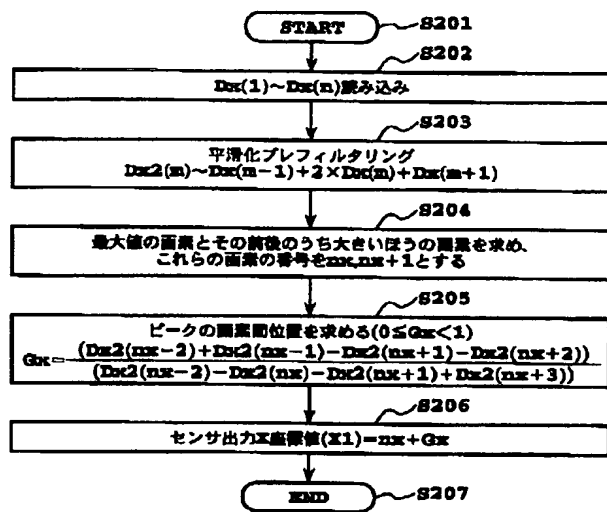 START
S201
S202
Dx(1)~Dx(n)読み込み
S203
平滑化プレフィルタリング
Dx2(m)~Dx(m-1)+2×Dx(m)+Dx(m+1)
S204
最大値の画素とその前後のうち大きいほうの画素を求め、
これらの画素の番号をnx,nx+1とする
S205
ピークの画素間位置を求める(0≦Gx<1)
(Dx2(nx-2)+Dx2(nx-1)-Dx2(nx+1)-Dx2(nx+2))
Gx=
(Dx2(nx-2)-Dx2(nx)-Dx2(nx+1)+Dx2(nx+3))
S206
センサ出力X座標値(X1)=nx+Gx
END
S207